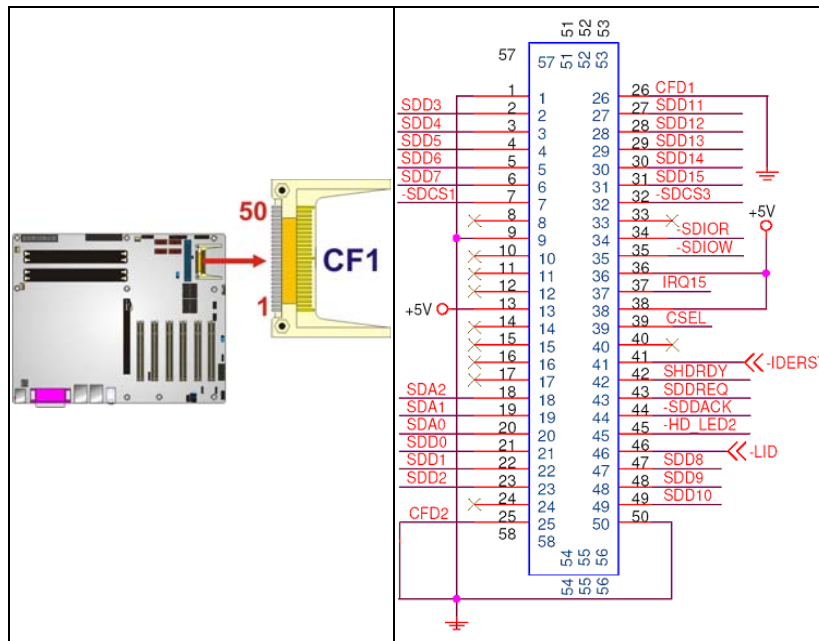 50
CF1
1
51
52
53
57
57
51
52
53
1 1 26 26 CFD1
SDD3 2 2 27 27 SDD11
SDD4 3 3 28 28 SDD12
SDD5 4 4 29 29 SDD13
SDD6 5 5 30 30 SDD14
SDD7 6 6 31 31 SDD15
-SDCS1 7 7 32 32 -SDCS3
8 8 33 33 +5V
9 9 34 34 -SDIOR
10 10 35 35 -SDIOW
11 11 36 36
12 12 37 37 IRQ15
+5V 13 13 38 38
14 14 39 39 CSEL
15 15 40 40
16 16 41 41 -IDERST
17 17 42 42 SHDRDY
SDA2 18 18 43 43 SDDREQ
SDA1 19 19 44 44 -SDDACK
SDA0 20 20 45 45 -HD_LED2
SDD0 21 21 46 46 -LID
SDD1 22 22 47 47 SDD8
SDD2 23 23 48 48 SDD9
24 24 49 49 SDD10
CFD2 25 25 50 50
58 58
54
55
56
54
55
56